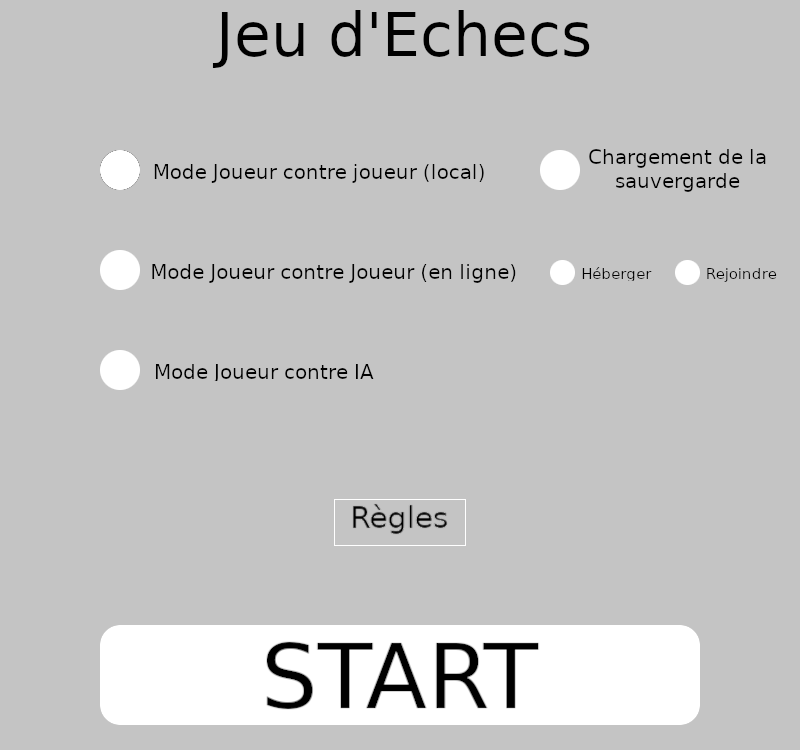 Jeu d'Echecs
Mode Joueur contre joueur (local)
Chargement de la
sauvergarde
Mode Joueur contre Joueur (en ligne)
Héberger
Rejoindre
Mode Joueur contre IA
Règles
START